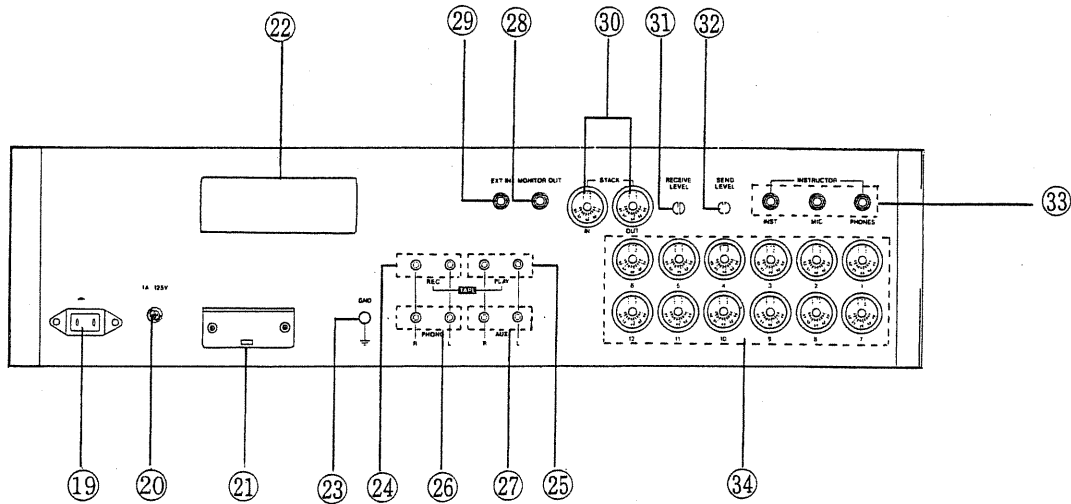 ㉒ ㉙ ㉘ ㉚ ㉛ ㉜
EXT IN MONITOR OUT
STACK
IN OUT
RECEIVE LEVEL
SEND LEVEL
INSTRUCTOR
INST MIC PHONES
㉝
1A 125V
GND
REC PLAY
TAPE
PHONO AUX
R L R L
6 5 4 3 2 1
12 11 10 9 8 7
⑲ ⑳ ㉑ ㉓ ㉔ ㉖ ㉗ ㉕ ㉞